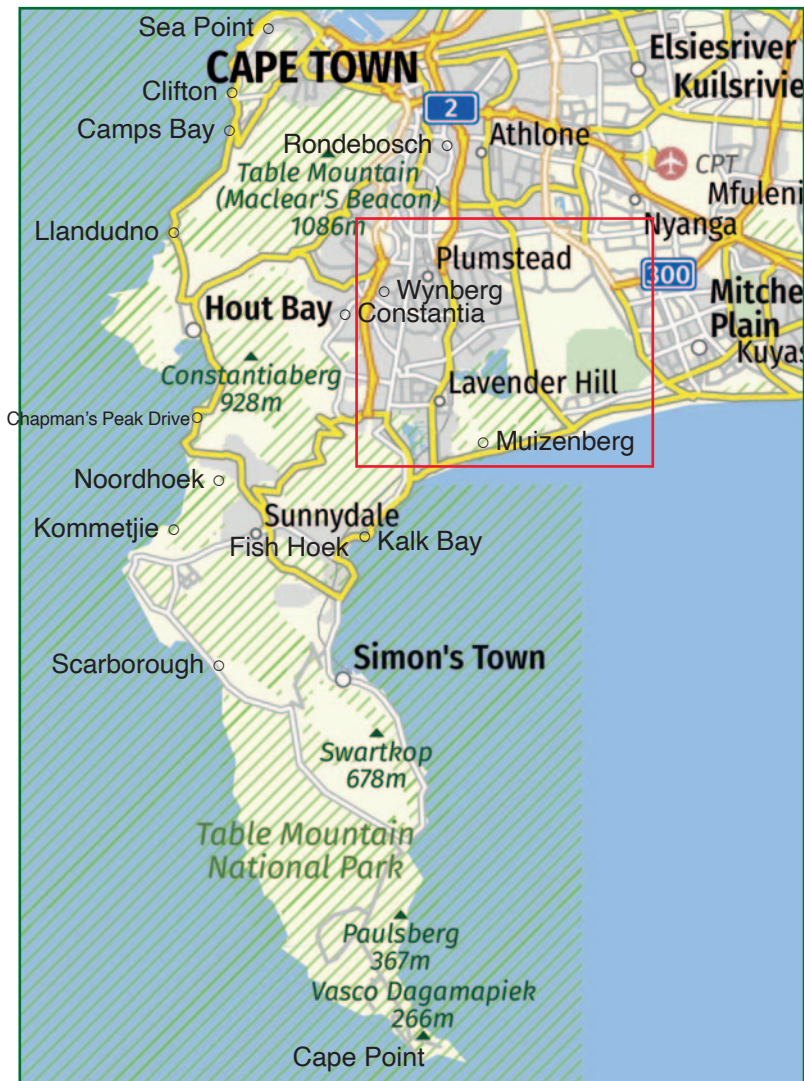 Sea Point
CAPE TOWN
Elsiesriver
Kuilsrivie
Clifton
2
Camps Bay
Rondebosch
Athlone
CPT
Table Mountain
(Maclear'S Beacon)
1086m
Mfuleni
Nyanga
Llandudno
Plumstead
300
Wynberg
Mitche
Plain
Hout Bay
Constantia
Kuyas
Constantiaberg
928m
Lavender Hill
Chapman's Peak Drive
Muizenberg
Noordhoek
Sunnydale
Kommetjie
Fish Hoek
Kalk Bay
Scarborough
Simon's Town
Swartkop
678m
Table Mountain
National Park
Paulsberg
367m
Vasco Dagamapiek
266m
Cape Point